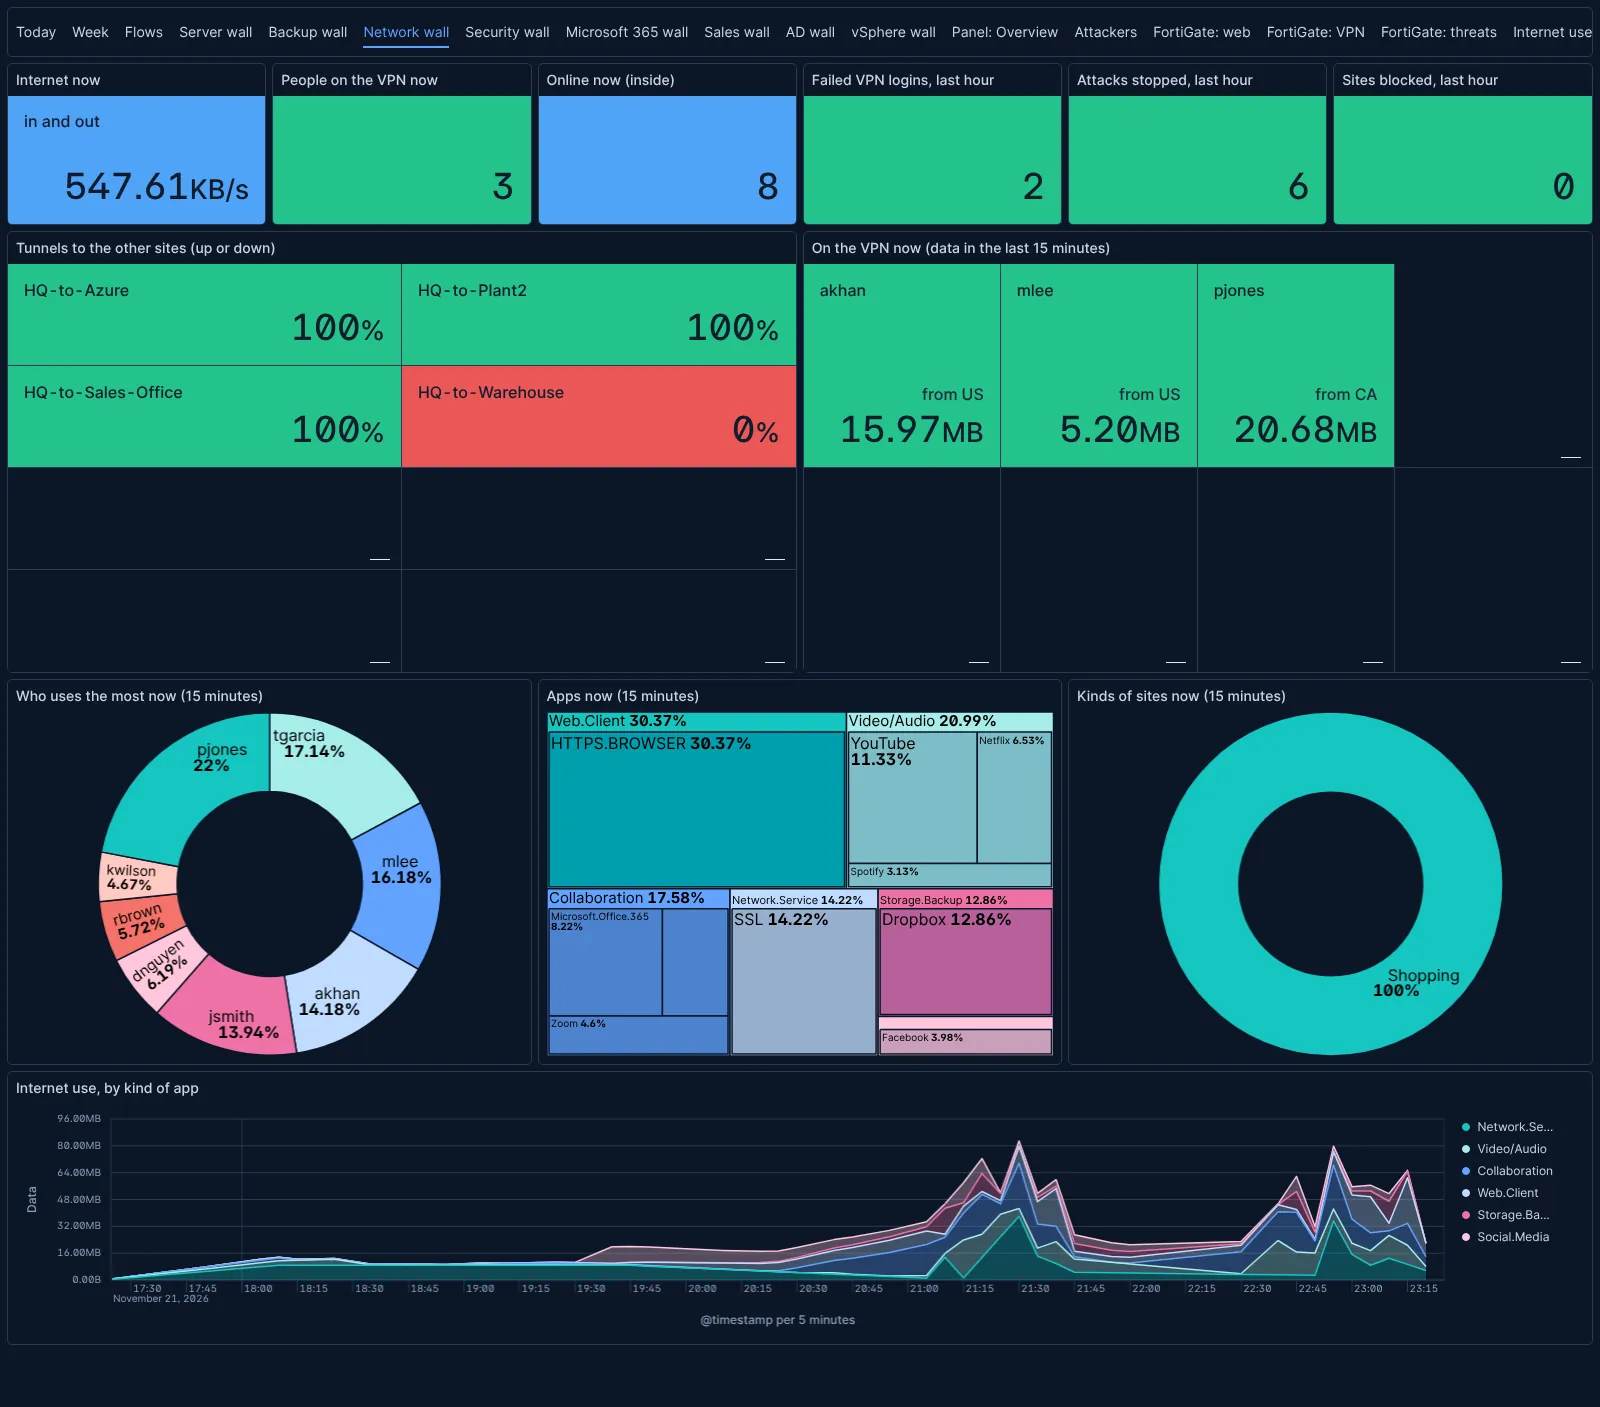 Today Week Flows Server wall Backup wall Network wall Security wall Microsoft 365 wall Sales wall AD wall vSphere wall Panel: Overview Attackers FortiGate: web FortiGate: VPN FortiGate: threats Internet use
Internet now
in and out
547.61KB/s
People on the VPN now
3
Online now (inside)
8
Failed VPN logins, last hour
2
Attacks stopped, last hour
6
Sites blocked, last hour
0
Tunnels to the other sites (up or down)
HQ-to-Azure
100%
HQ-to-Plant2
100%
HQ-to-Sales-Office
100%
HQ-to-Warehouse
0%
On the VPN now (data in the last 15 minutes)
akhan
from US
15.97MB
mlee
from US
5.20MB
pjones
from CA
20.68MB
Who uses the most now (15 minutes)
tgarcia
17.14%
mlee
16.18%
akhan
14.18%
jsmith
13.94%
dnguyen
6.19%
rbrown
5.72%
kwilson
4.67%
pjones
22%
Apps now (15 minutes)
Web.Client 30.37%
HTTPS.BROWSER 30.37%
Video/Audio 20.99%
YouTube
11.33%
Netflix 6.53%
Spotify 3.13%
Collaboration 17.58%
Microsoft.Office.365
8.22%
Zoom 4.6%
Network.Service 14.22%
SSL 14.22%
Storage.Backup 12.86%
Dropbox 12.86%
Facebook 3.98%
Kinds of sites now (15 minutes)
Shopping
100%
Internet use, by kind of app
Data
96.00MB
80.00MB
64.00MB
48.00MB
32.00MB
16.00MB
0.00B
17:30 17:45 18:00 18:15 18:30 18:45 19:00 19:15 19:30 19:45 20:00 20:15 20:30 20:45 21:00 21:15 21:30 21:45 22:00 22:15 22:30 22:45 23:00 23:15
November 21, 2026
@timestamp per 5 minutes
Network.Se...
Video/Audio
Collaboration
Web.Client
Storage.Ba...
Social.Media